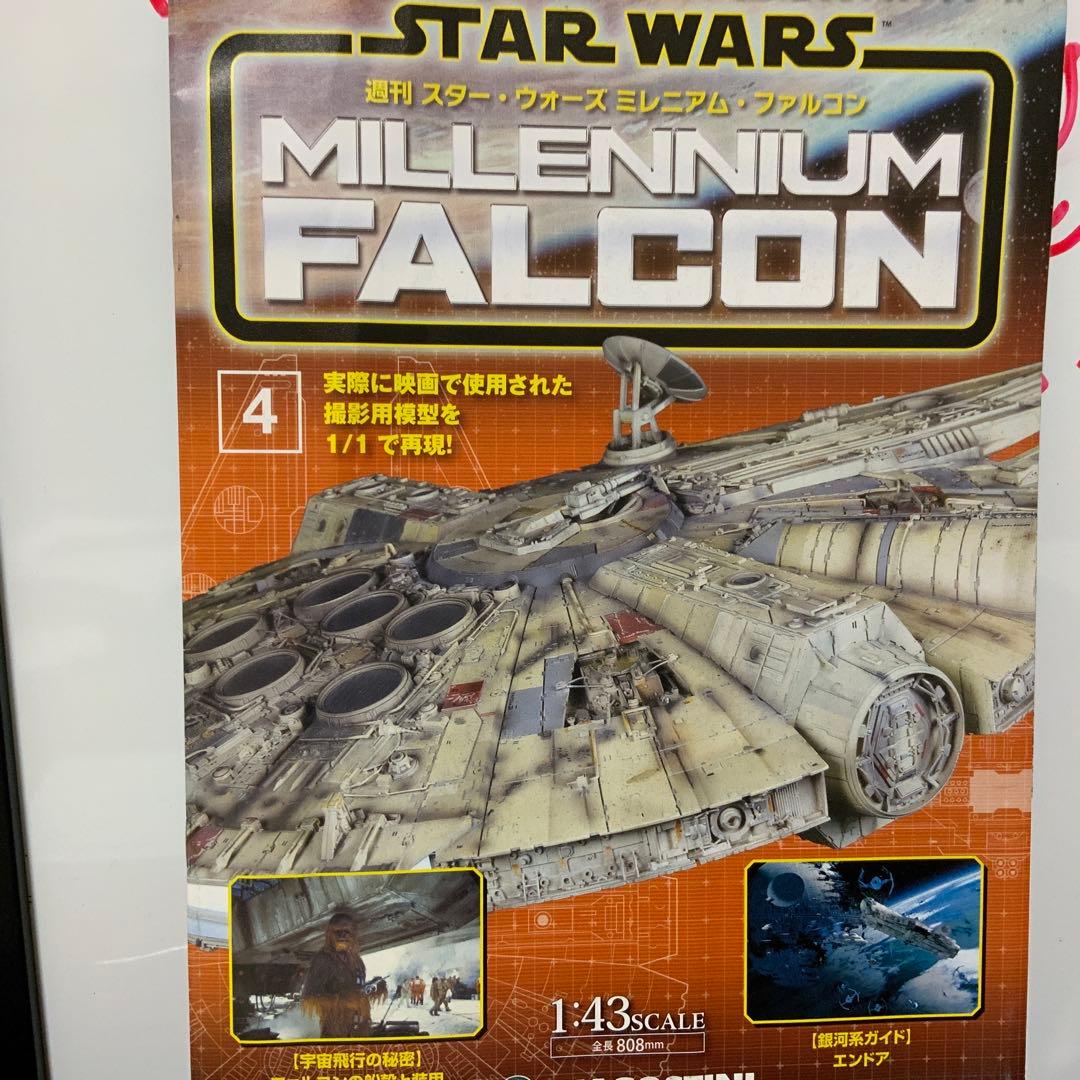 STAR WARS™
週刊 スター・ウォーズ ミレニアム・ファルコン
MILLENNIUM
FALCON
4
実際に映画で使用された
撮影用模型を
1/1 で再現!
1:43SCALE
全長 808mm
【宇宙飛行の秘密】
【銀河系ガイド】
エンドア